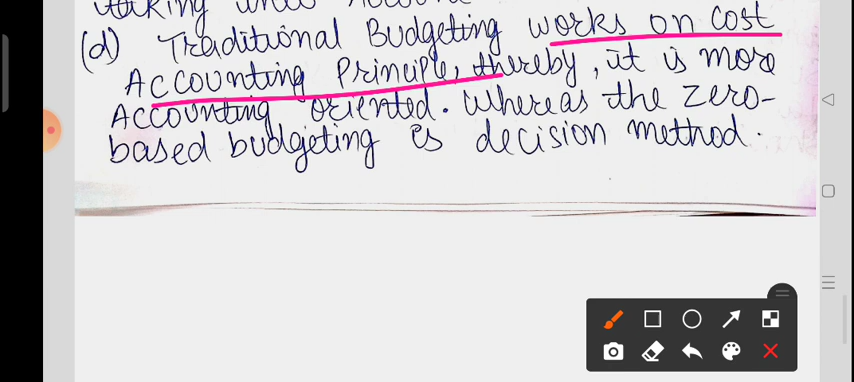 (d) Traditional Budgeting works on cost
Accounting Principle, thereby, it is more
Accounting oriented. Whereas the zero-
based budgeting is decision method.